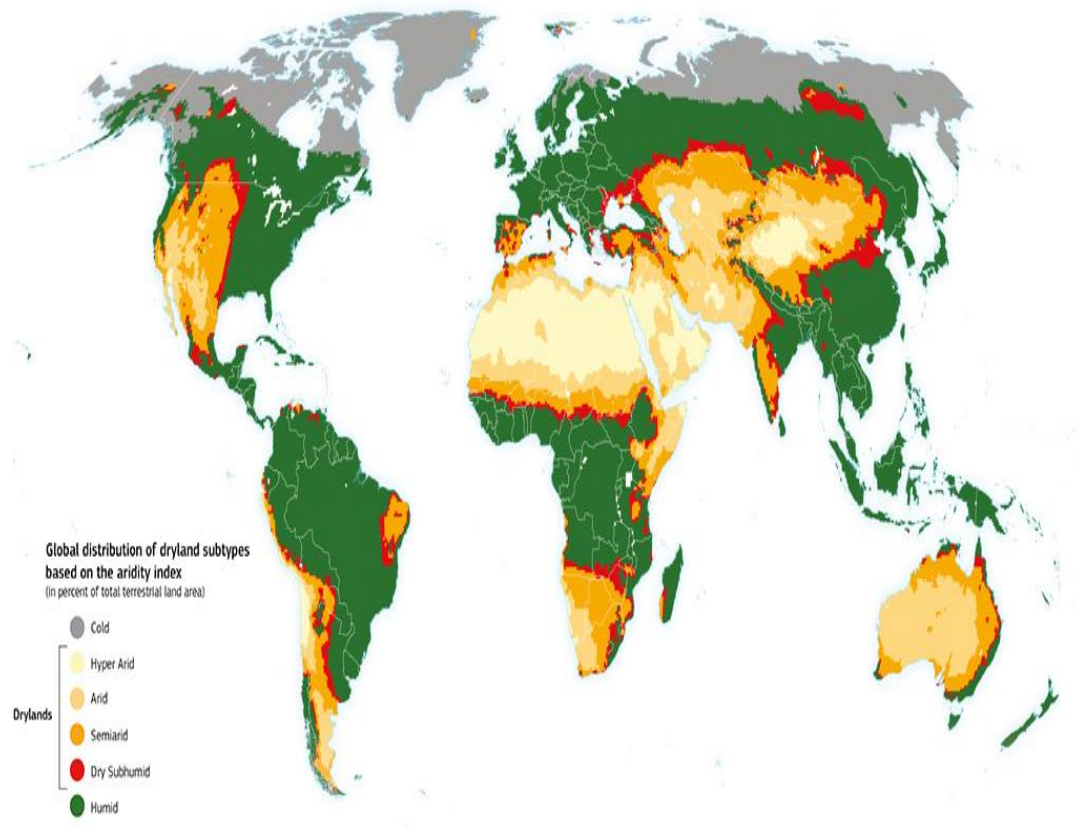 Global distribution of dryland subtypes
based on the aridity index
(in percent of total terrestrial land area)
Cold
Hyper Arid
Arid
Drylands
Semiarid
Dry Subhumid
Humid